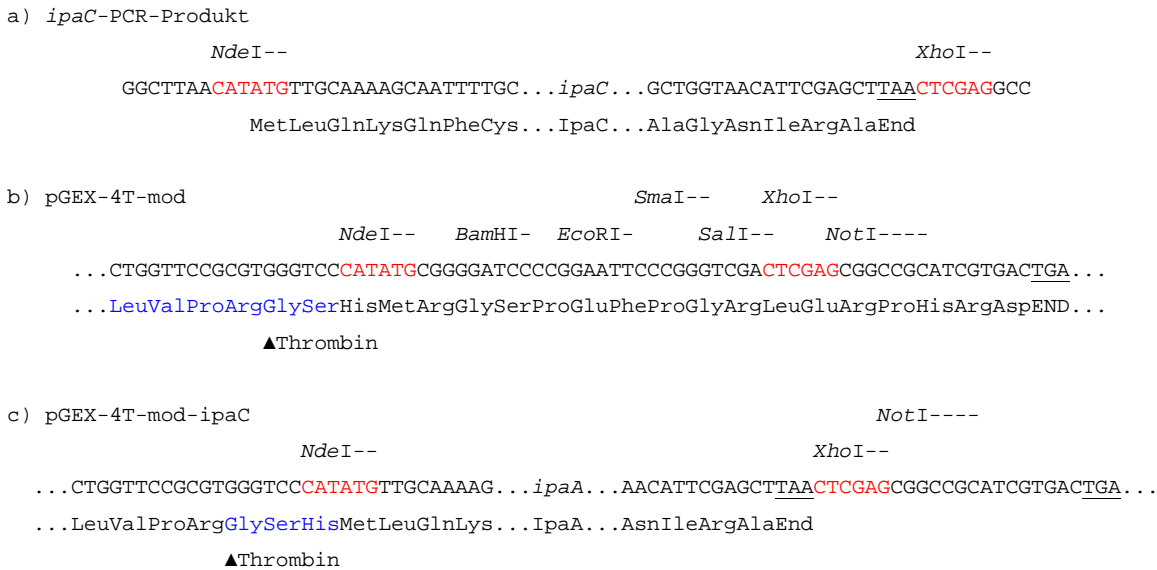 a) ipaC-PCR-Produkt
NdeI-- XhoI--
GGCTTAACATATGTTGCAAAAGCAATTTTGC...ipaC...GCTGGTAACATTCGAGCTTAACTCGAGGCC
MetLeuGlnLysGlnPheCys...IpaC...AlaGlyAsnIleArgAlaEnd
b) pGEX-4T-mod SmaI-- XhoI--
NdeI-- BamHI- EcoRI- SalI-- NotI----
...CTGGTTCCGCGTGGGTCCCATATGCGGGGATCCCCGGAATTCCCGGGTCGACTCGAGCGGCCGCATCGTGACTGA...
...LeuValProArgGlySerHisMetArgGlySerProGluPheProGlyArgLeuGluArgProHisArgAspEND...
▲Thrombin
c) pGEX-4T-mod-ipaC NotI----
NdeI-- XhoI--
...CTGGTTCCGCGTGGGTCCCATATGTTGCAAAAG...ipaA...AACATTCGAGCTTAACTCGAGCGGCCGCATCGTGACTGA...
...LeuValProArgGlySerHisMetLeuGlnLys...IpaA...AsnIleArgAlaEnd
▲Thrombin